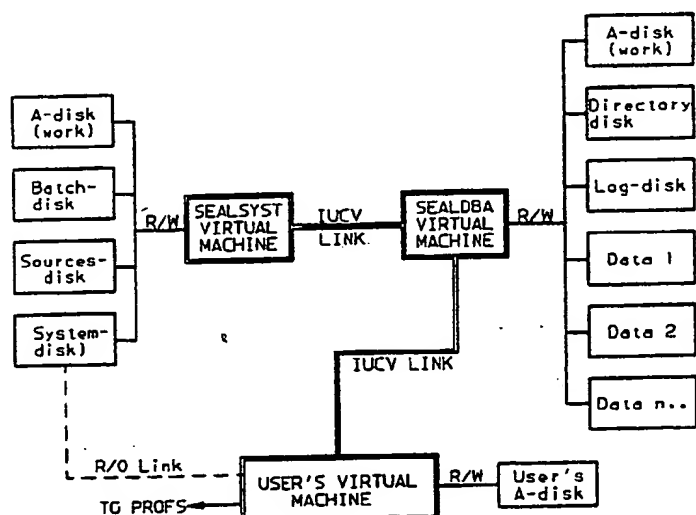 A-disk
(work)
Directory
disk
Log-disk
Data 1
Data 2
Data n..
A-disk
(work)
Batch-
disk
Sources-
disk
System-
disk)
R/W
SEALSYST
VIRTUAL
MACHINE
IUCV
LINK
SEALDBA
VIRTUAL
MACHINE
R/W
IUCV LINK
R/O Link
USER'S VIRTUAL
MACHINE
R/W
User's
A-disk
TO PROFS